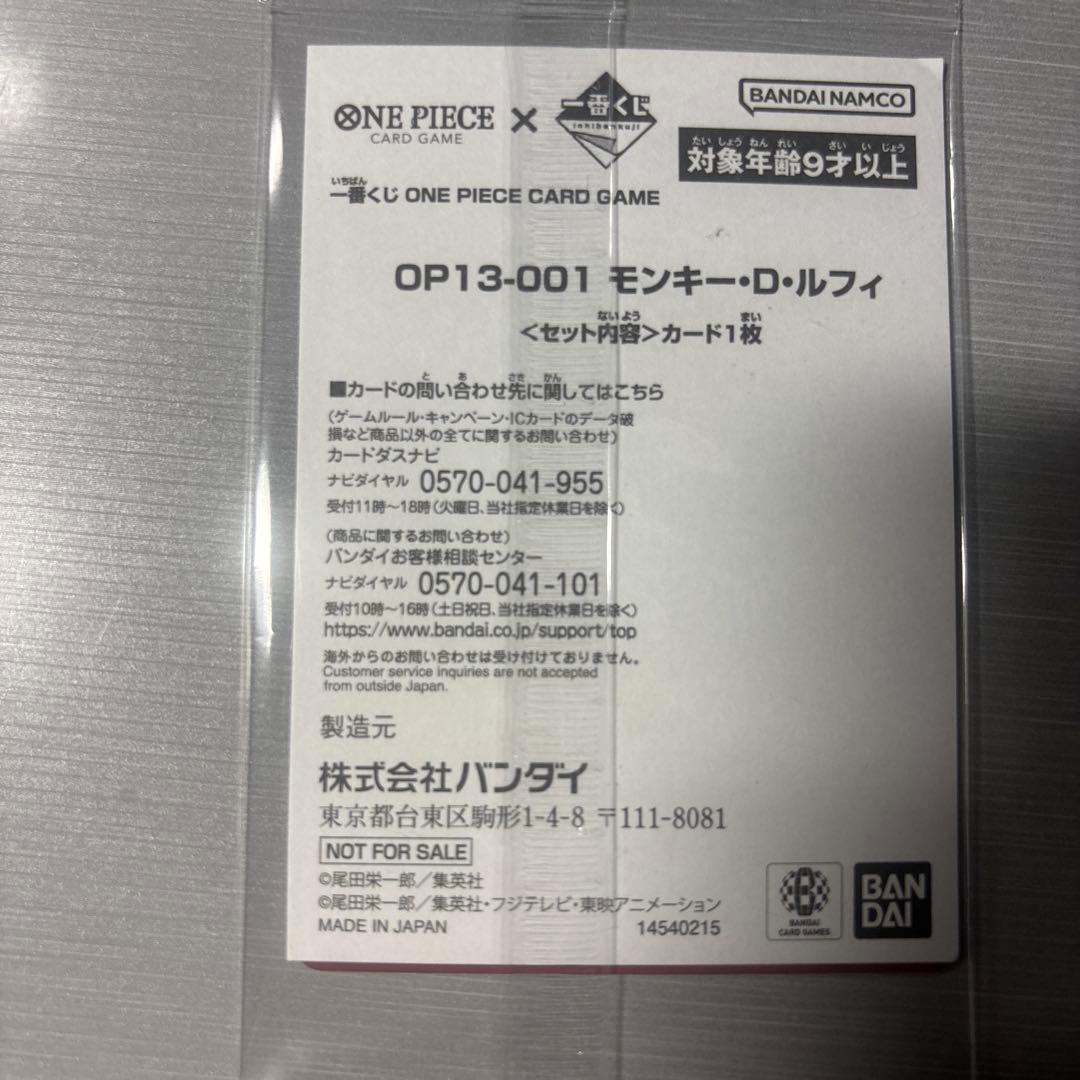 ONE PIECE
CARD GAME
×
一番くじ
ichibankuji
BANDAI NAMCO
たいしょうねんれい さいいじょう
対象年齢9才以上
いちばん
一番くじ ONE PIECE CARD GAME
OP13-001 モンキー・D・ルフィ
ないよう まい
<セット内容>カード1枚
と あ さき かん
■カードの問い合わせ先に関してはこちら
(ゲームルール・キャンペーン・ICカードのデータ破
損など商品以外の全てに関するお問い合わせ)
カードダスナビ
ナビダイヤル 0570-041-955
受付11時〜18時(火曜日、当社指定休業日を除く)
(商品に関するお問い合わせ)
バンダイお客様相談センター
ナビダイヤル 0570-041-101
受付10時〜16時(土日祝日、当社指定休業日を除く)
https://www.bandai.co.jp/support/top
海外からのお問い合わせは受け付けておりません。
Customer service inquiries are not accepted
from outside Japan.
製造元
株式会社バンダイ
東京都台東区駒形1-4-8 〒111-8081
NOT FOR SALE
©尾田栄一郎/集英社
©尾田栄一郎/集英社・フジテレビ・東映アニメーション
MADE IN JAPAN
14540215
BANDAI
CARD GAMES
BAN
DAI